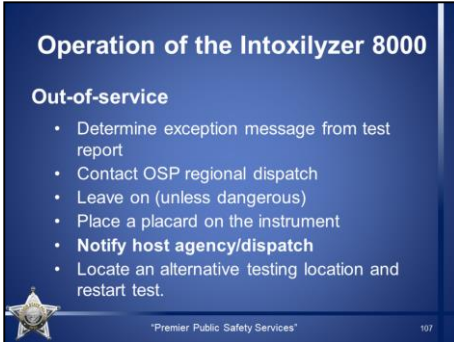 Operation of the Intoxilyzer 8000
Out-of-service
• Determine exception message from test
report
• Contact OSP regional dispatch
• Leave on (unless dangerous)
• Place a placard on the instrument
• Notify host agency/dispatch
• Locate an alternative testing location and
restart test.
"Premier Public Safety Services"
107